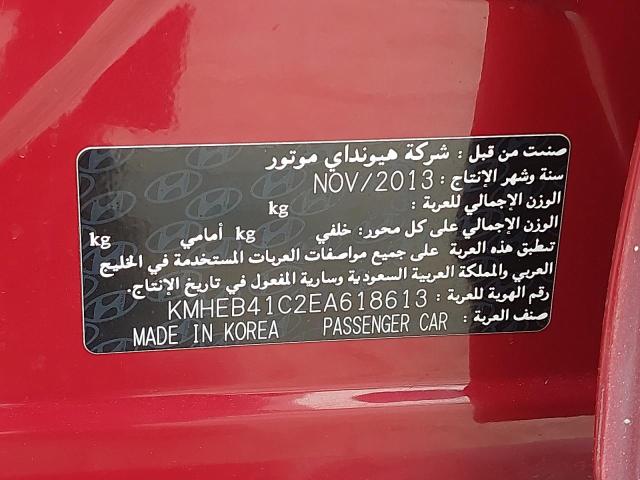 صنعت من قبل : شركة هيونداي موتور
سنة وشهر الإنتاج : NOV/2013
الوزن الإجمالي للعربة : kg
الوزن الإجمالي على كل محور: خلفي kg أمامي kg
تنطبق هذه العربة على جميع مواصفات العربات المستخدمة في الخليج
العربي والمملكة العربية السعودية وسارية المفعول في تاريخ الإنتاج.
رقم الهوية للعربة : KMHEB41C2EA618613
صنف العربة : PASSENGER CAR MADE IN KOREA